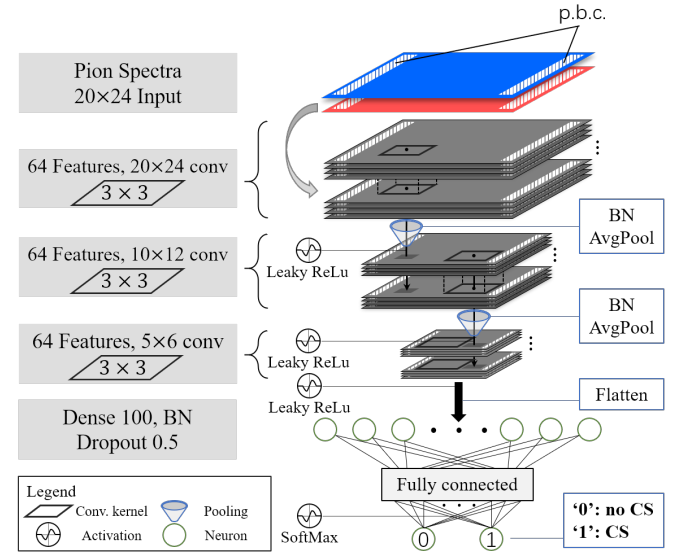 p.b.c.
Pion Spectra
20×24 Input
64 Features, 20×24 conv
3 × 3
BN
AvgPool
64 Features, 10×12 conv
3 × 3
Leaky ReLu
BN
AvgPool
64 Features, 5×6 conv
3 × 3
Leaky ReLu
Leaky ReLu
Flatten
Dense 100, BN
Dropout 0.5
Fully connected
Legend
Conv. kernel
Pooling
Activation
Neuron
SoftMax
0
1
‘0’: no CS
‘1’: CS